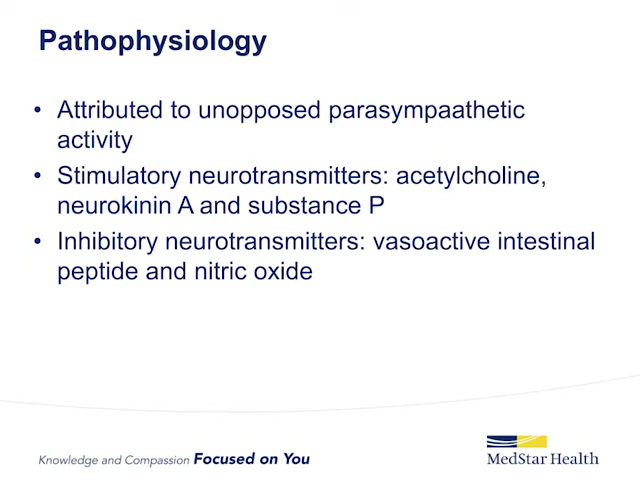 Pathophysiology
• Attributed to unopposed parasympaathetic
activity
• Stimulatory neurotransmitters: acetylcholine,
neurokinin A and substance P
• Inhibitory neurotransmitters: vasoactive intestinal
peptide and nitric oxide
Knowledge and Compassion Focused on You
MedStar Health